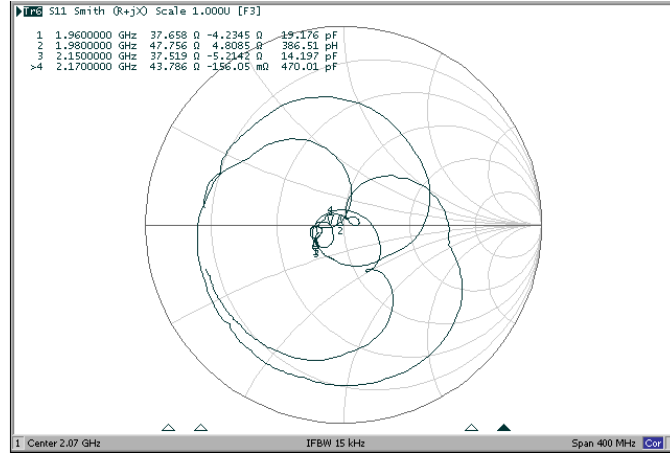 Tr6 S11 Smith (R+jX) Scale 1.000U [F3]
1 1.9600000 GHz 37.658 Ω -4.2345 Ω 19.176 pF
2 1.9800000 GHz 47.756 Ω 4.8085 Ω 386.51 pH
3 2.1500000 GHz 37.519 Ω -5.2142 Ω 14.197 pF
>4 2.1700000 GHz 43.786 Ω -156.05 mΩ 470.01 pF
4
2
3
1 Center 2.07 GHz IFBW 15 kHz Span 400 MHz Cor